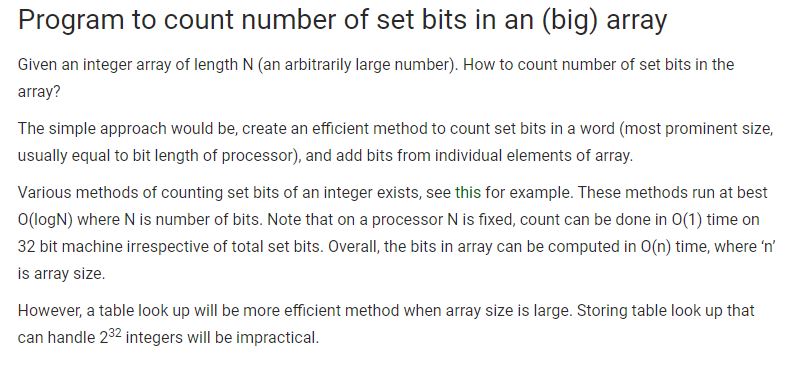 Program to count number of set bits in an (big) array
Given an integer array of length N (an arbitrarily large number). How to count number of set bits in the
array?
The simple approach would be, create an efficient method to count set bits in a word (most prominent size,
usually equal to bit length of processor), and add bits from individual elements of array.
Various methods of counting set bits of an integer exists, see this for example. These methods run at best
O(logN) where N is number of bits. Note that on a processor N is fixed, count can be done in O(1) time on
32 bit machine irrespective of total set bits. Overall, the bits in array can be computed in O(n) time, where ‘n’
is array size.
However, a table look up will be more efficient method when array size is large. Storing table look up that
can handle 2³² integers will be impractical.